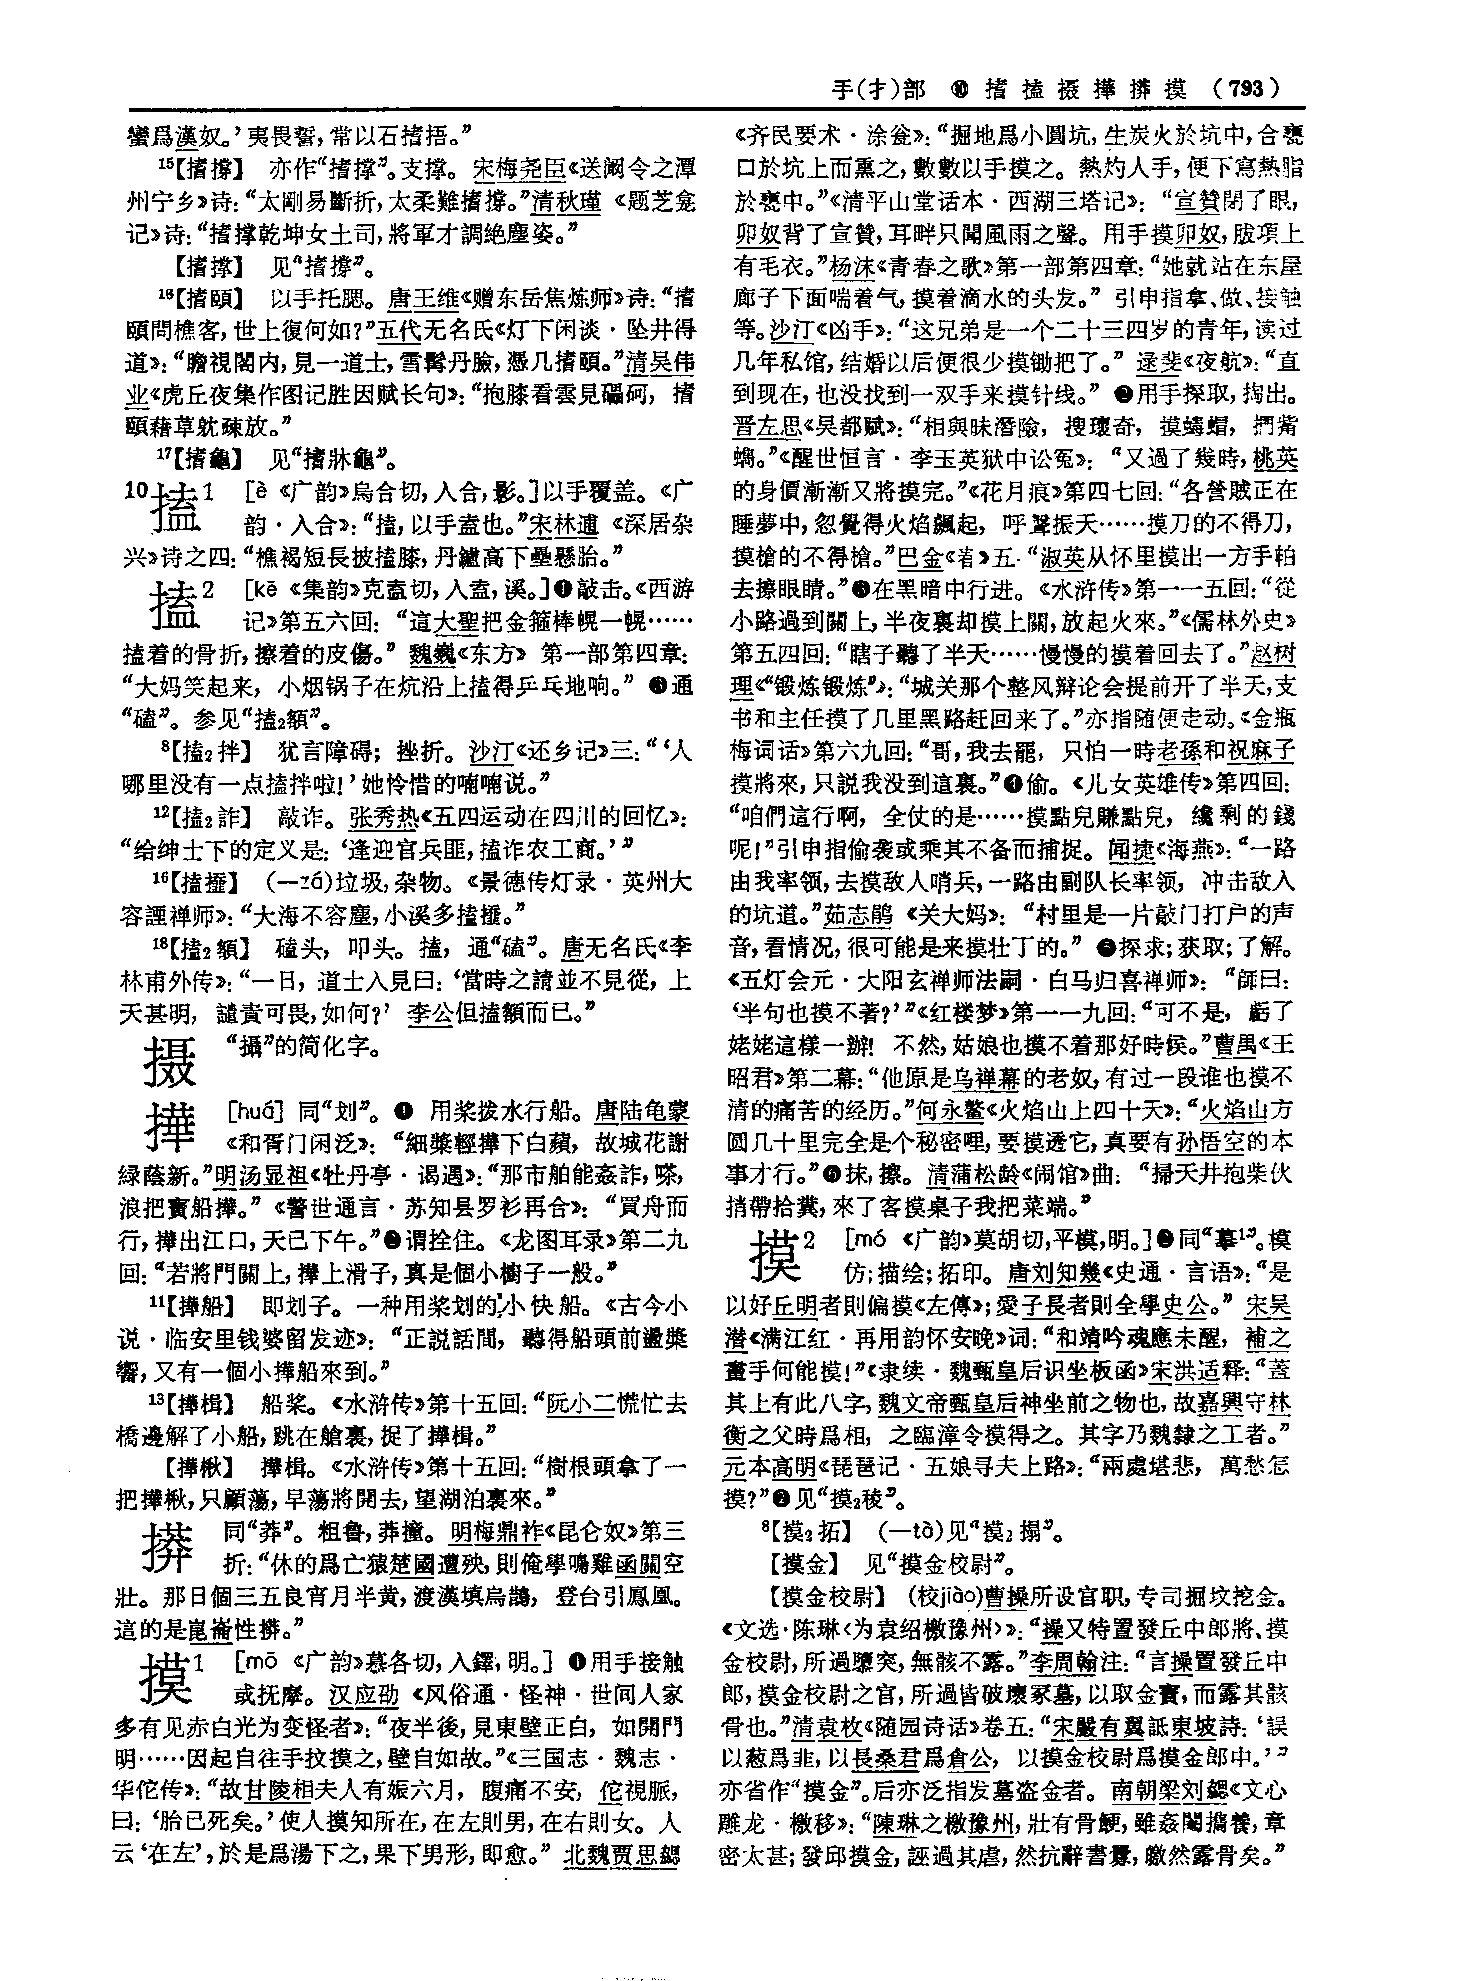 手(扌)部 ⑩ 搘 搕 摄 摓 摸 (793)
蠻爲漢奴。’夷畏誓，常以石搘捂。”
15【搘撐】 亦作“搘撑”。支撑。宋梅尧臣《送阚令之潭
州宁乡》诗：“太剛易斷折，太柔難搘撐。”清秋瑾《题芝龛
记》诗：“搘撑乾坤女土司，將軍才調絶塵姿。”
【搘撑】 见“搘撐”。
16【搘頤】 以手托腮。唐王维《赠东岳焦炼师》诗：“搘
頤問樵客，世上復何如？”五代无名氏《灯下闲谈·坠井得
道》：“瞻視閣内，見一道士，雪髯丹臉，憑几搘頤。”清吴伟
业《虎丘夜集作图记胜因赋长句》：“抱膝看雲見礧砢，搘
頤藉草躭疎放。”
17【搘龜】 见“搘牀龜”。
10搕1 [è 《广韵》烏合切，入合，影。]以手覆盖。《广
韵·入合》：“搕，以手盍也。”宋林逋《深居杂
兴》诗之四：“樵褐短長披搕膝，丹罏高下壘懸胎。”
搕2 [kē 《集韵》克盍切，入盍，溪。]❶敲击。《西游
记》第五六回：“這大聖把金箍棒幌一幌……
搕着的骨折，擦着的皮傷。”魏巍《东方》第一部第四章：
“大妈笑起来，小烟锅子在炕沿上搕得乒乓地响。”❷通
“磕”。参见“搕2額”。
8【搕2拌】 犹言障碍；挫折。沙汀《还乡记》三：“‘人
哪里没有一点搕拌啦！’她怜惜的喃喃说。”
12【搕2詐】 敲诈。张秀热《五四运动在四川的回忆》：
“给绅士下的定义是：‘逢迎官兵匪，搕诈农工商。’”
16【搕𢶍】 (—zá)垃圾，杂物。《景德传灯录·英州大
容諲禅师》：“大海不容塵，小溪多搕𢶍。”
18【搕2額】 磕头，叩头。搕，通“磕”。唐无名氏《李
林甫外传》：“一日，道士入見曰：‘當時之請並不見從，上
天甚明，譴責可畏，如何？’李公但搕額而已。”
摄 “攝”的简化字。
㩇 [huá] 同“划”。❶用桨拨水行船。唐陆龟蒙
《和胥门闲泛》：“細槳輕㩇下白蘋，故城花謝
緑蔭新。”明汤显祖《牡丹亭·谒遇》：“那市舶能姦詐，嗏，
浪把寶船㩇。”《警世通言·苏知县罗衫再合》：“買舟而
行，㩇出江口，天已下午。”❷谓拴住。《龙图耳录》第二九
回：“若將門關上，㩇上滑子，真是個小櫥子一般。”
11【㩇船】 即划子。一种用桨划的小快船。《古今小
说·临安里钱婆留发迹》：“正説話間，聽得船頭前盪槳
響，又有一個小㩇船來到。”
13【㩇楫】 船桨。《水浒传》第十五回：“阮小二慌忙去
橋邊解了小船，跳在艙裏，捉了㩇楫。”
【㩇楸】 㩇楫。《水浒传》第十五回：“樹根頭拿了一
把㩇楸，只顧蕩，早蕩將開去，望湖泊裏來。”
𢴳 同“莽”。粗鲁，莽撞。明梅鼎祚《昆仑奴》第三
折：“休的爲亡猿楚國遭殃，則俺學鳴雞函關空
壯。那日個三五良宵月半黄，渡漢填烏鵲，登台引鳳凰。
這的是崑崙性𢴳。”
摸1 [mō 《广韵》慕各切，入鐸，明。]❶用手接触
或抚摩。汉应劭《风俗通·怪神·世间人家
多有见赤白光为变怪者》：“夜半後，見東壁正白，如開門
明……因起自往手抆摸之，壁自如故。”《三国志·魏志·
华佗传》：“故甘陵相夫人有娠六月，腹痛不安，佗視脈，
曰：‘胎已死矣。’使人摸知所在，在左則男，在右則女。人
云‘在左’，於是爲湯下之，果下男形，即愈。”北魏贾思勰
《齐民要术·涂瓮》：“掘地爲小圓坑，生炭火於坑中，合甕
口於坑上而熏之，數數以手摸之。熱灼人手，便下寫熱脂
於甕中。”《清平山堂话本·西湖三塔记》：“宣贊閉了眼，
卯奴背了宣贊，耳畔只聞風雨之聲。用手摸卯奴，脖項上
有毛衣。”杨沫《青春之歌》第一部第四章：“她就站在东屋
廊子下面喘着气，摸着滴水的头发。”引申指拿、做、接触
等。沙汀《凶手》：“这兄弟是一个二十三四岁的青年，读过
几年私馆，结婚以后便很少摸锄把了。”逯斐《夜航》：“直
到现在，也没找到一双手来摸针线。”❷用手探取，掏出。
晋左思《吴都赋》：“相與昧潛險，搜瓌奇，摸蝳蝐，捫觜
蠵。”《醒世恒言·李玉英狱中讼冤》：“又過了幾時，桃英
的身價漸漸又將摸完。”《花月痕》第四七回：“各營賊正在
睡夢中，忽覺得火焰飆起，呼聲振天……摸刀的不得刀，
摸槍的不得槍。”巴金《春》五：“淑英从怀里摸出一方手帕
去擦眼睛。”❸在黑暗中行进。《水浒传》第一一五回：“從
小路過到關上，半夜裏却摸上關，放起火來。”《儒林外史》
第五四回：“瞎子聽了半天……慢慢的摸着回去了。”赵树
理《“锻炼锻炼”》：“城关那个整风辩论会提前开了半天，支
书和主任摸了几里黑路赶回来了。”亦指随便走动。《金瓶
梅词话》第六九回：“哥，我去罷，只怕一時老孫和祝麻子
摸將來，只説我没到這裏。”❹偷。《儿女英雄传》第四回：
“咱們這行啊，全仗的是……摸點兒賺點兒，纔剩的錢
呢！”引申指偷袭或乘其不备而捕捉。闻捷《海燕》：“一路
由我率领，去摸敌人哨兵，一路由副队长率领，冲击敌人
的坑道。”茹志鹃《关大妈》：“村里是一片敲门打户的声
音，看情况，很可能是来摸壮丁的。”❺探求；获取；了解。
《五灯会元·大阳玄禅师法嗣·白马归喜禅师》：“師曰：
‘半句也摸不著？’”《红楼梦》第一一九回：“可不是，虧了
姥姥這樣一辦！不然，姑娘也摸不着那好時侯。”曹禺《王
昭君》第二幕：“他原是乌禅幕的老奴，有过一段谁也摸不
清的痛苦的经历。”何永鳌《火焰山上四十天》：“火焰山方
圆几十里完全是个秘密哩，要摸透它，真要有孙悟空的本
事才行。”❻抹，擦。清蒲松龄《闹馆》曲：“掃天井抱柴伙
捎帶拾糞，來了客摸桌子我把菜端。”
摸2 [mó 《广韵》莫胡切，平模，明。]❶同“摹1”。模
仿；描绘；拓印。唐刘知幾《史通·言语》：“是
以好丘明者則偏摸《左傳》；愛子長者則全學史公。”宋吴
潜《满江红·再用韵怀安晚》词：“和靖吟魂應未醒，補之
畫手何能摸！”《隶续·魏甄皇后识坐板函》宋洪适释：“蓋
其上有此八字，魏文帝甄皇后神坐前之物也，故嘉興守林
衡之父時爲相，之臨漳令摸得之。其字乃魏隸之工者。”
元本高明《琵琶记·五娘寻夫上路》：“兩處堪悲，萬愁怎
摸？”❷见“摸2稜”。
8【摸2拓】 (—tà)见“摸2搨”。
【摸金】 见“摸金校尉”。
【摸金校尉】 (校jiào)曹操所设官职，专司掘坟挖金。
《文选·陈琳〈为袁绍檄豫州〉》：“操又特置發丘中郎將、摸
金校尉，所過隳突，無骸不露。”李周翰注：“言操置發丘中
郎，摸金校尉之官，所過皆破壞冢墓，以取金寶，而露其骸
骨也。”清袁枚《随园诗话》卷五：“宋嚴有翼詆東坡詩：‘誤
以葱爲韭，以長桑君爲倉公，以摸金校尉爲摸金郎中。’”
亦省作“摸金”。后亦泛指发墓盗金者。南朝梁刘勰《文心
雕龙·檄移》：“陳琳之檄豫州，壯有骨鯁，雖姦閹攜養，章
密太甚；發邱摸金，誣過其虐，然抗辭書釁，皦然露骨矣。”